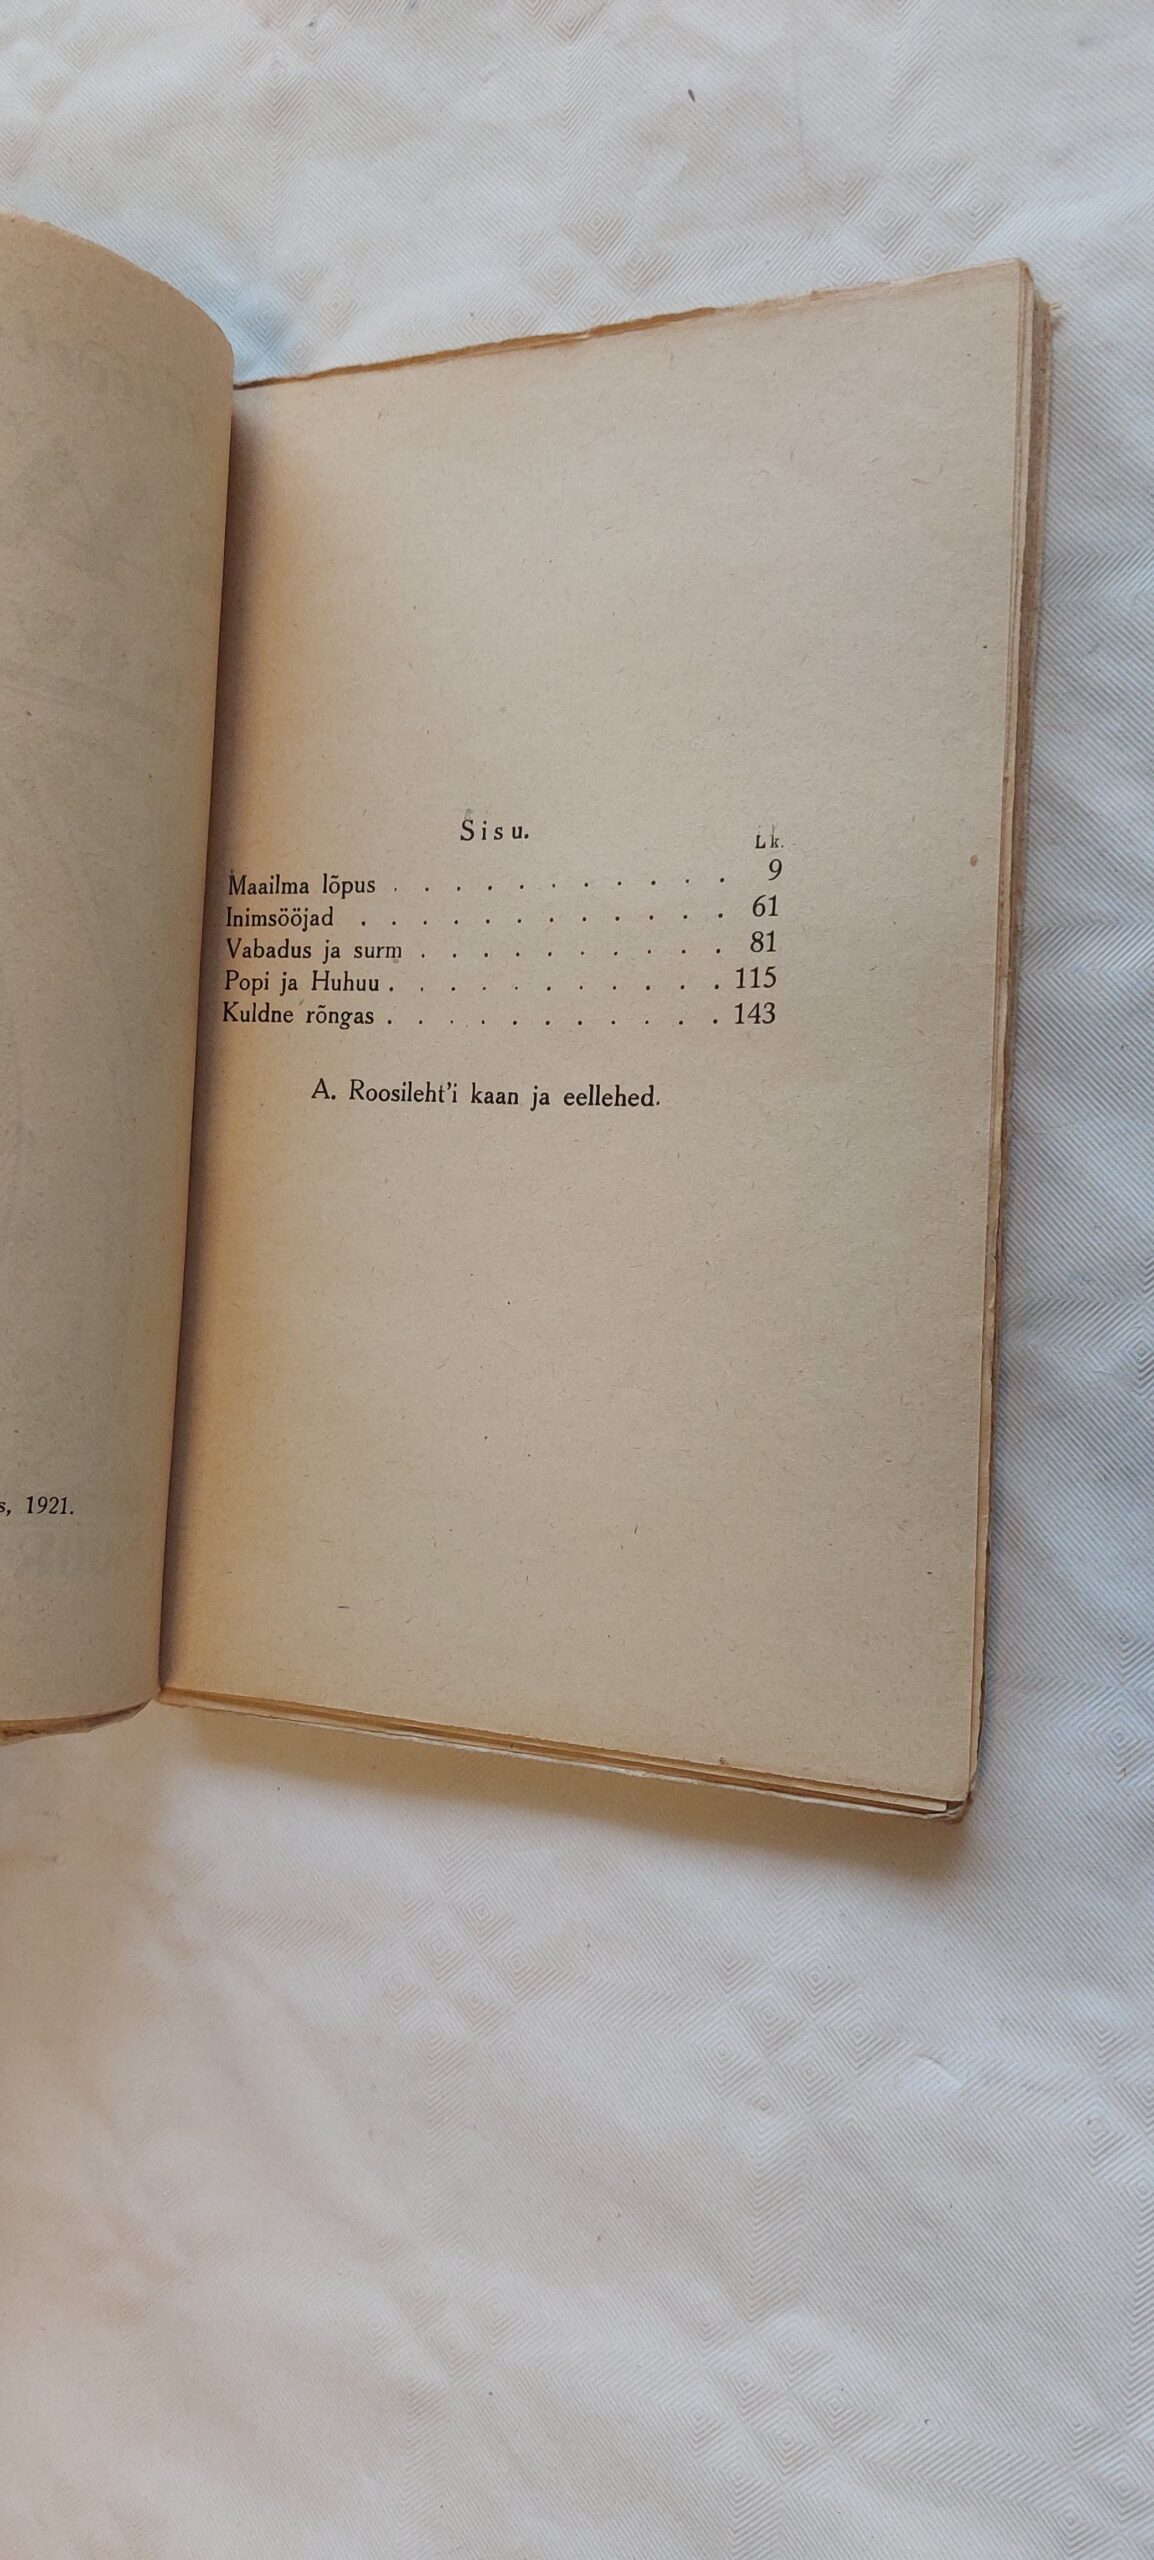 s, 1921.
Sisu.
Lk.
Maailma lõpus . . . . . . . . . . . 9
Inimsööjad . . . . . . . . . . . . 61
Vabadus ja surm . . . . . . . . . . 81
Popi ja Huhuu . . . . . . . . . . . 115
Kuldne rõngas . . . . . . . . . . . 143
A. Roosileht'i kaan ja eellehed.